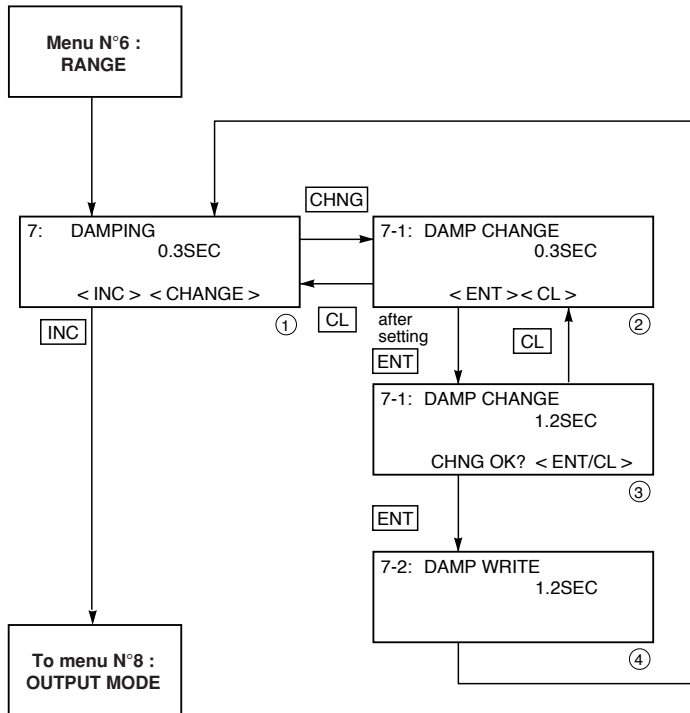 Menu N°6 :
RANGE
CHNG
7: DAMPING
0.3SEC
< INC > < CHANGE >
①
7-1: DAMP CHANGE
0.3SEC
< ENT > < CL >
②
INC
CL
after
setting
ENT
CL
7-1: DAMP CHANGE
1.2SEC
CHNG OK? < ENT/CL >
③
ENT
7-2: DAMP WRITE
1.2SEC
④
To menu N°8 :
OUTPUT MODE